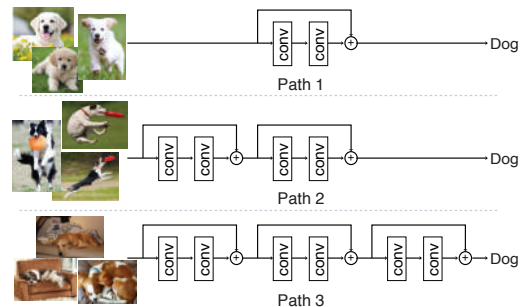 conv conv Dog
Path 1
conv conv conv conv Dog
Path 2
conv conv conv conv conv conv Dog
Path 3